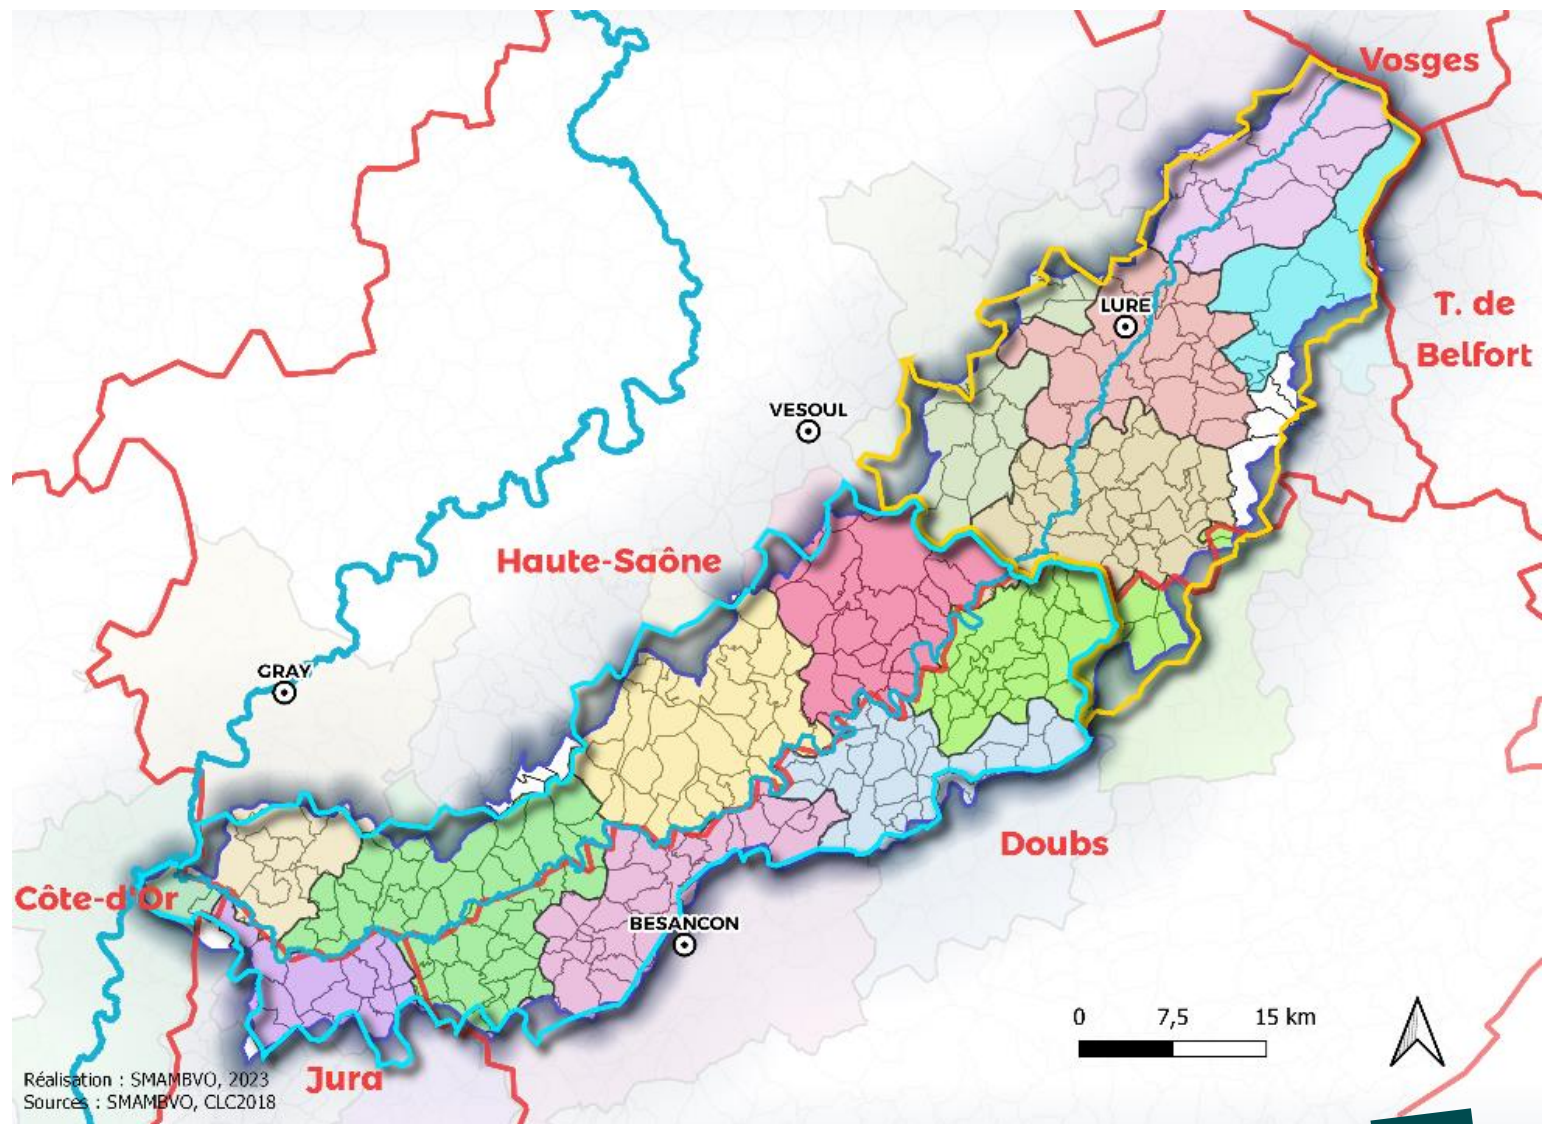 Vosges
T. de
Belfort
LURE
VESOUL
Haute-Saône
GRAY
Doubs
Côte-d'Or
BESANCON
0 7,5 15 km
Jura
Réalisation : SMAMBVO, 2023
Sources : SMAMBVO, CLC2018